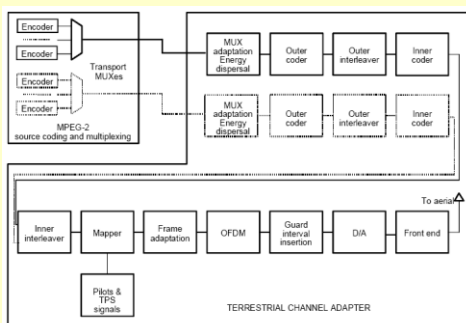 Encoder
Encoder
Transport
MUXes
Encoder
Encoder
MPEG-2
source coding and multiplexing
MUX
adaptation
Energy
dispersal
Outer
coder
Outer
interleaver
Inner
coder
MUX
adaptation
Energy
dispersal
Outer
coder
Outer
interleaver
Inner
coder
To aerial
Inner
interleaver
Mapper
Frame
adaptation
OFDM
Guard
interval
insertion
D/A
Front end
Pilots &
TPS
signals
TERRESTRIAL CHANNEL ADAPTER